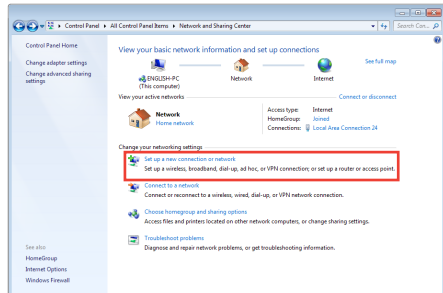 Control Panel
All Control Panel Items
Network and Sharing Center
Search Con...
Control Panel Home
Change adapter settings
Change advanced sharing
settings
View your basic network information and set up connections
See full map
ENGLISH-PC
(This computer)
Network
Internet
View your active networks
Connect or disconnect
Network
Home network
Access type: Internet
HomeGroup: Joined
Connections: Local Area Connection 24
Change your networking settings
Set up a new connection or network
Set up a wireless, broadband, dial-up, ad hoc, or VPN connection; or set up a router or access point.
Connect to a network
Connect or reconnect to a wireless, wired, dial-up, or VPN network connection.
Choose homegroup and sharing options
Access files and printers located on other network computers, or change sharing settings.
Troubleshoot problems
Diagnose and repair network problems, or get troubleshooting information.
See also
HomeGroup
Internet Options
Windows Firewall